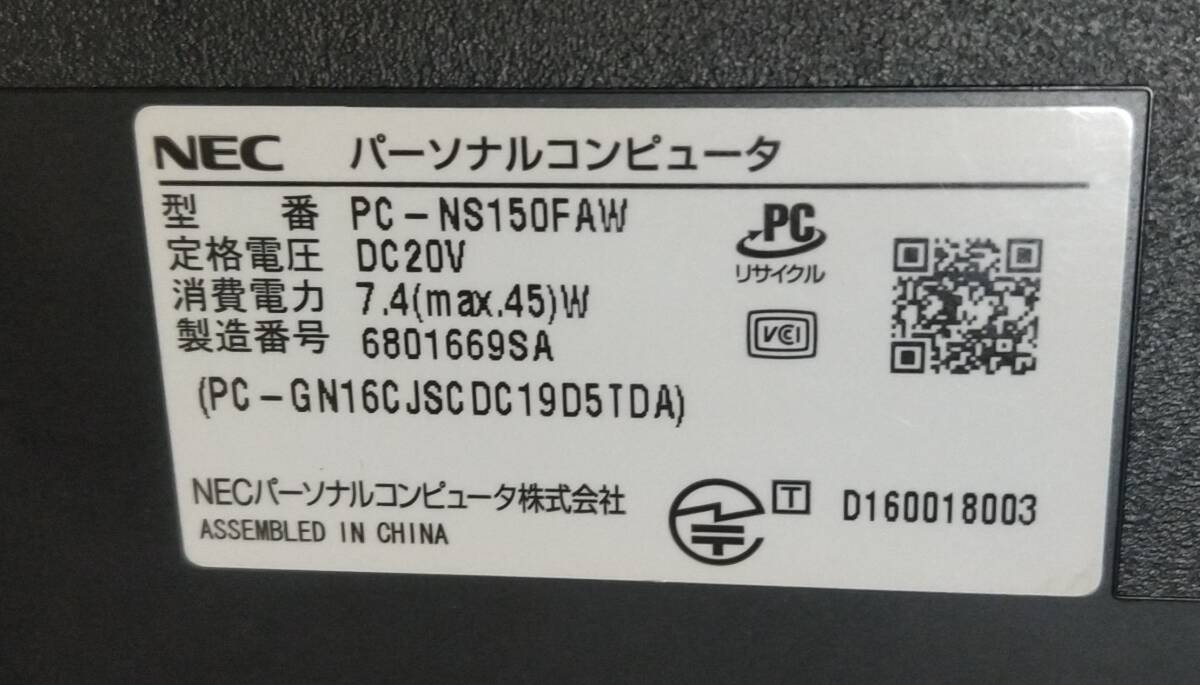 NEC パーソナルコンピュータ
型 番 PC-NS150FAW
定格電圧 DC20V
消費電力 7.4(max.45)W
製造番号 6801669SA
(PC-GN16CJSCDC19D5TDA)
PC
リサイクル
VCI
NECパーソナルコンピュータ株式会社
ASSEMBLED IN CHINA
T D160018003